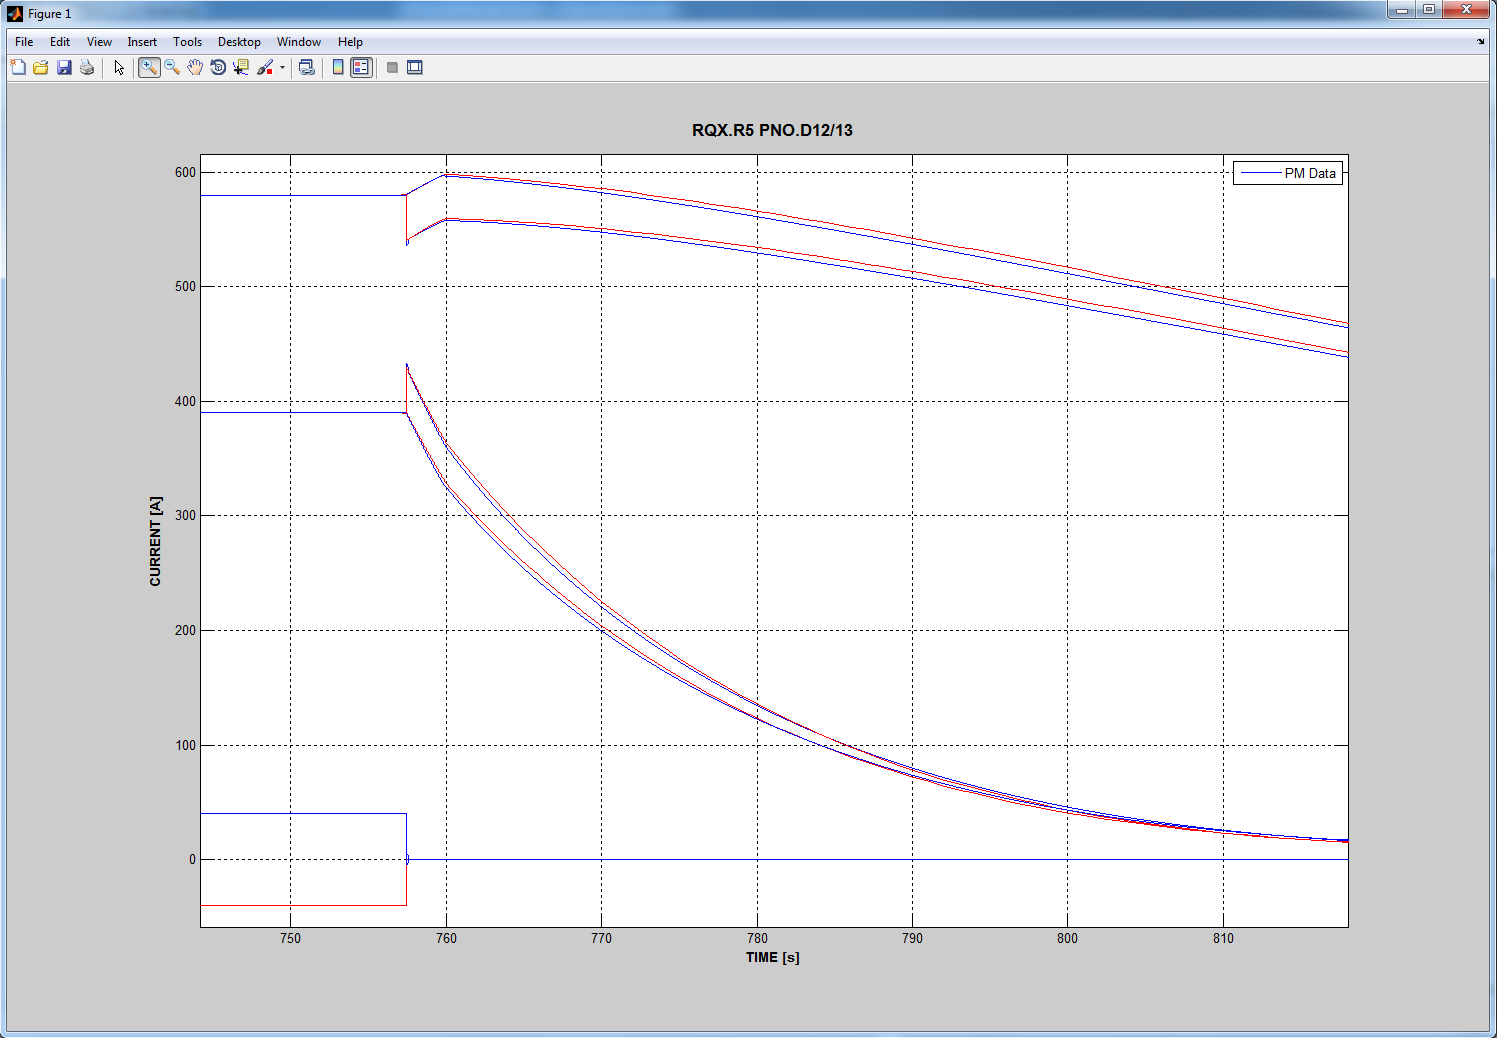 Figure 1
File Edit View Insert Tools Desktop Window Help
RQX.R5 PNO.D12/13
PM Data
600
500
400
300
200
100
0
CURRENT [A]
750 760 770 780 790 800 810
TIME [s]